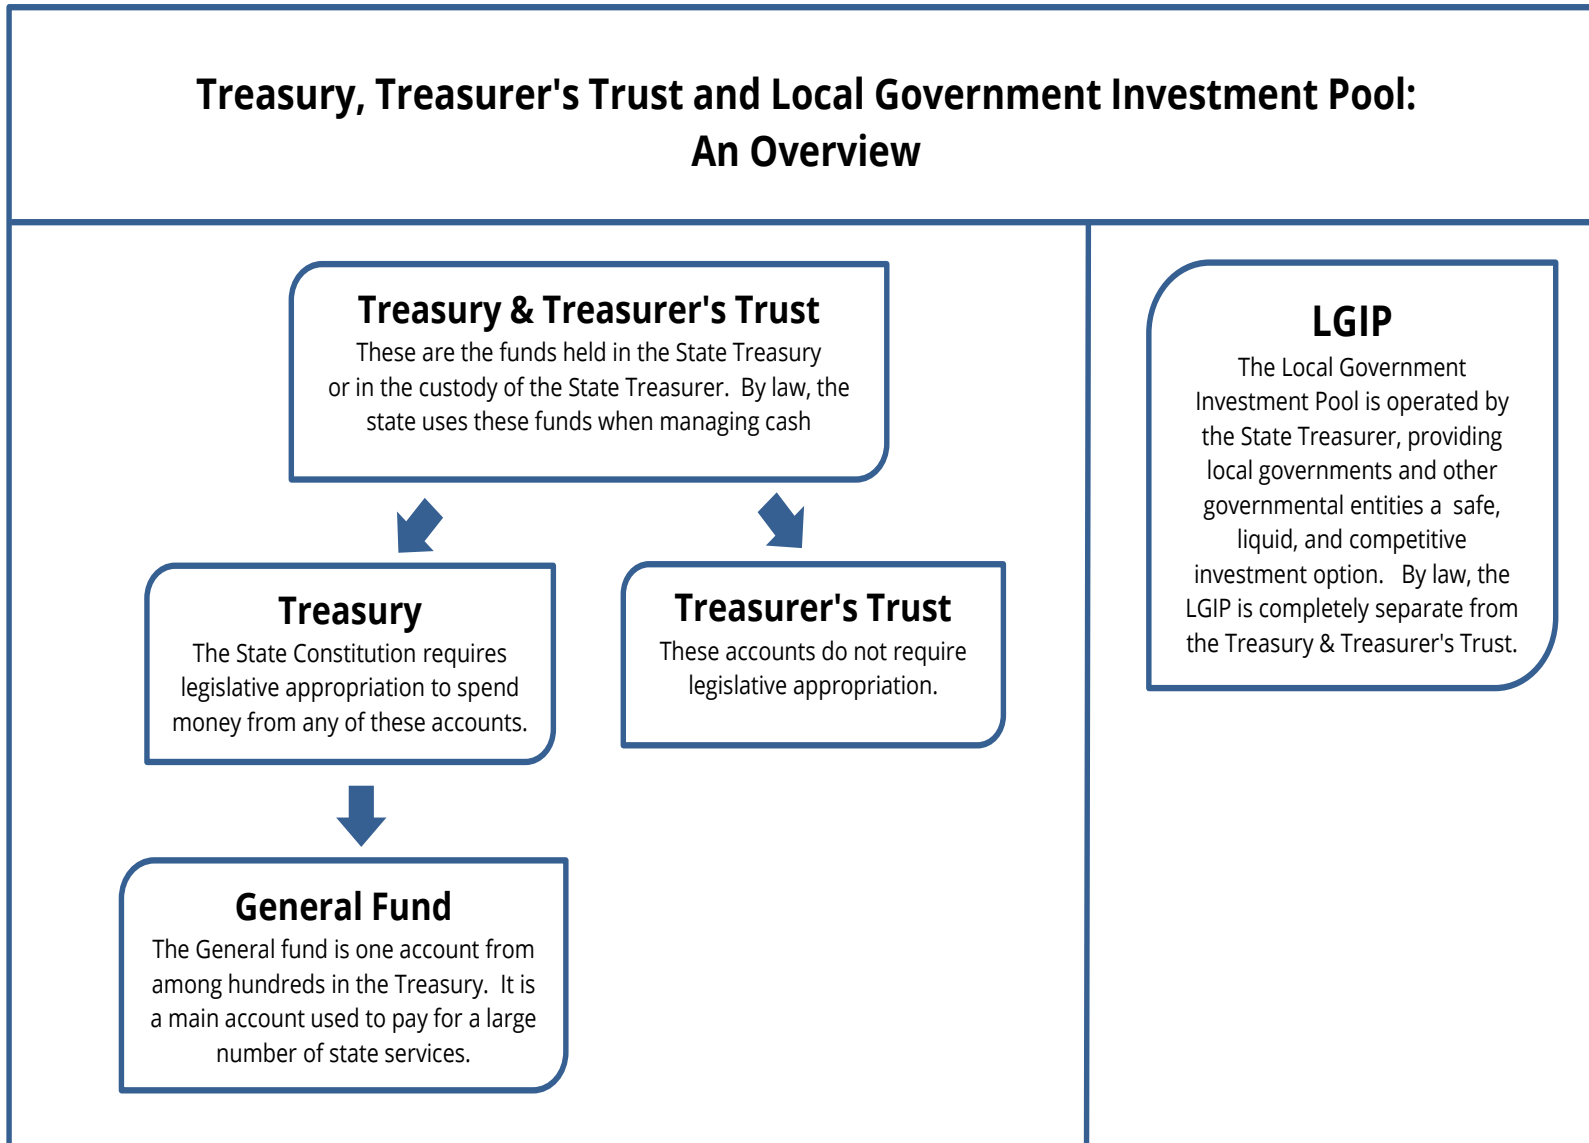 Treasury, Treasurer's Trust and Local Government Investment Pool:
An Overview
Treasury & Treasurer's Trust
These are the funds held in the State Treasury
or in the custody of the State Treasurer.  By law, the
state uses these funds when managing cash
Treasury
The State Constitution requires
legislative appropriation to spend
money from any of these accounts.
Treasurer's Trust
These accounts do not require
legislative appropriation.
General Fund
The General fund is one account from
among hundreds in the Treasury.  It is
a main account used to pay for a large
number of state services.
LGIP
The Local Government
Investment Pool is operated by
the State Treasurer, providing
local governments and other
governmental entities a  safe,
liquid, and competitive
investment option.   By law, the
LGIP is completely separate from
the Treasury & Treasurer's Trust.